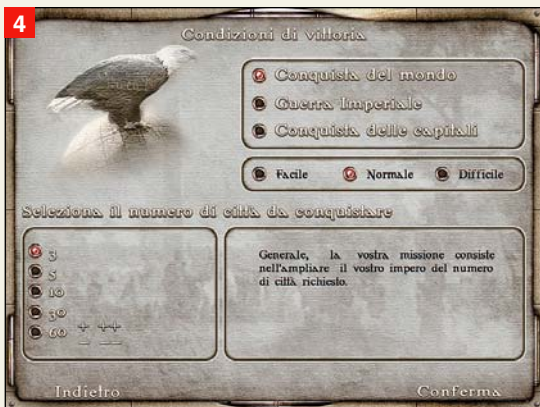 4
Condizioni di vittoria
Conquista del mondo
Guerra Imperiale
Conquista delle capitali
Facile Normale Difficile
Seleziona il numero di città da conquistare
3
5
10
30
60 + ++
- --
Generale, la vostra missione consiste
nell'ampliare il vostro impero del numero
di città richiesto.
Indietro Conferma